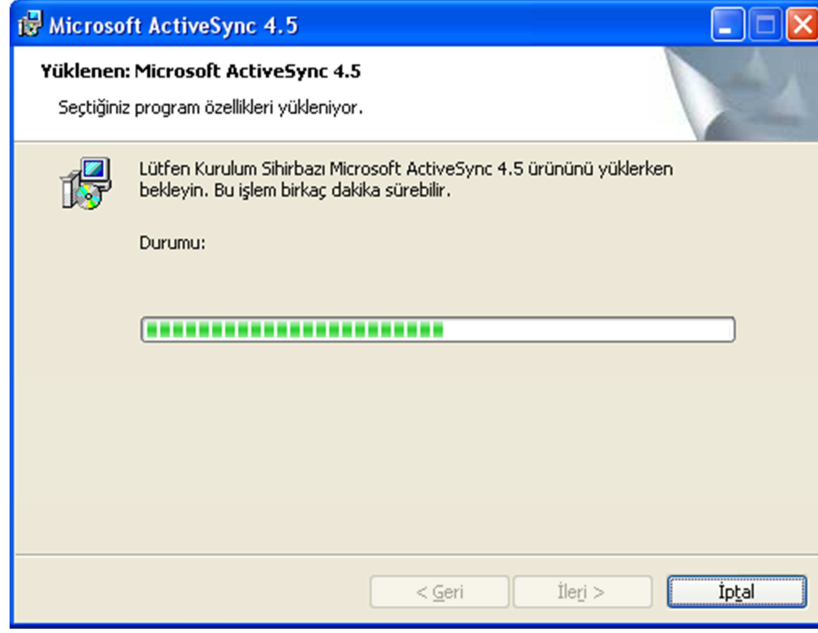 Microsoft ActiveSync 4.5
Yüklenen: Microsoft ActiveSync 4.5
Seçtiğiniz program özellikleri yükleniyor.
Lütfen Kurulum Sihirbazı Microsoft ActiveSync 4.5 ürününü yüklerken
bekleyin. Bu işlem birkaç dakika sürebilir.
Durumu:
< Geri İleri > İptal